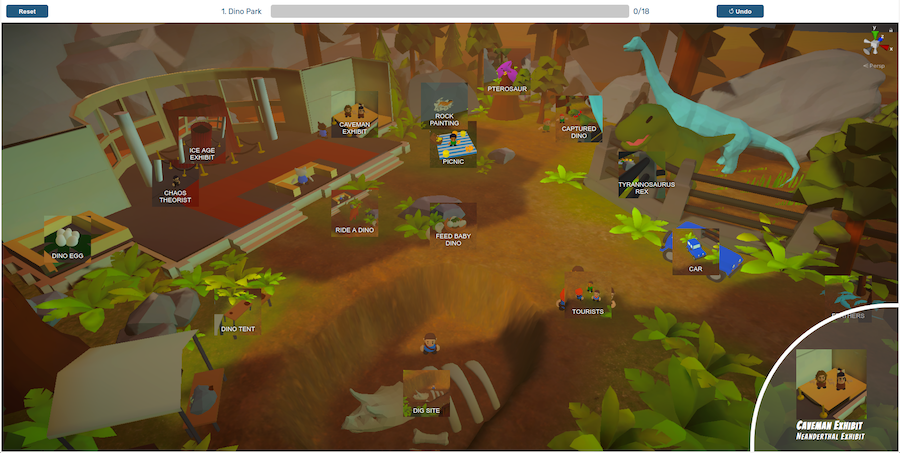 Reset
1. Dino Park
0/18
Undo
y
Persp
PTEROSAUR
ROCK
PAINTING
CAVEMAN
EXHIBIT
CAPTURED
DINO
ICE AGE
EXHIBIT
PICNIC
TYRANNOSAURUS
REX
CHAOS
THEORIST
RIDE A DINO
FEED BABY
DINO
DINO EGG
CAR
TOURISTS
DINO TENT
DIG SITE
CAVEMAN EXHIBIT
NEANDERTHAL EXHIBIT